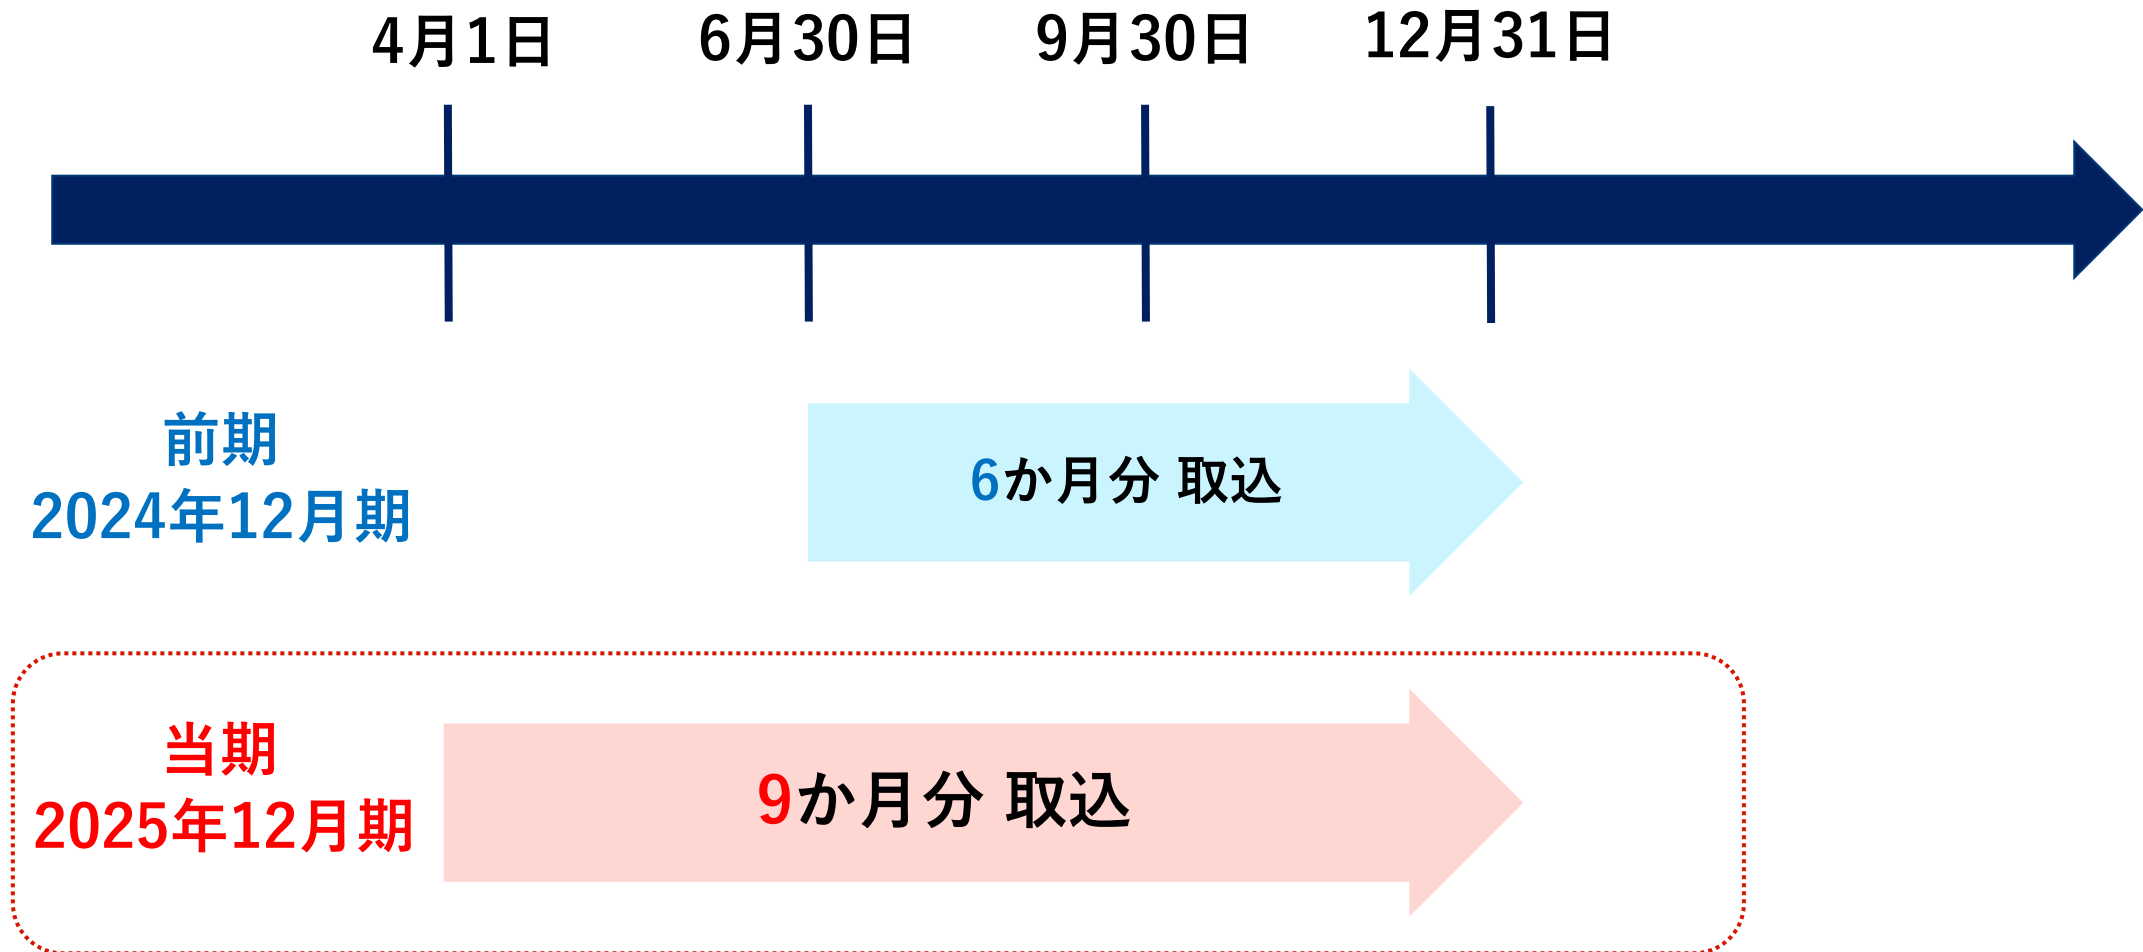 4月1日
6月30日
9月30日
12月31日
前期
2024年12月期
6か月分 取込
当期
2025年12月期
9か月分 取込